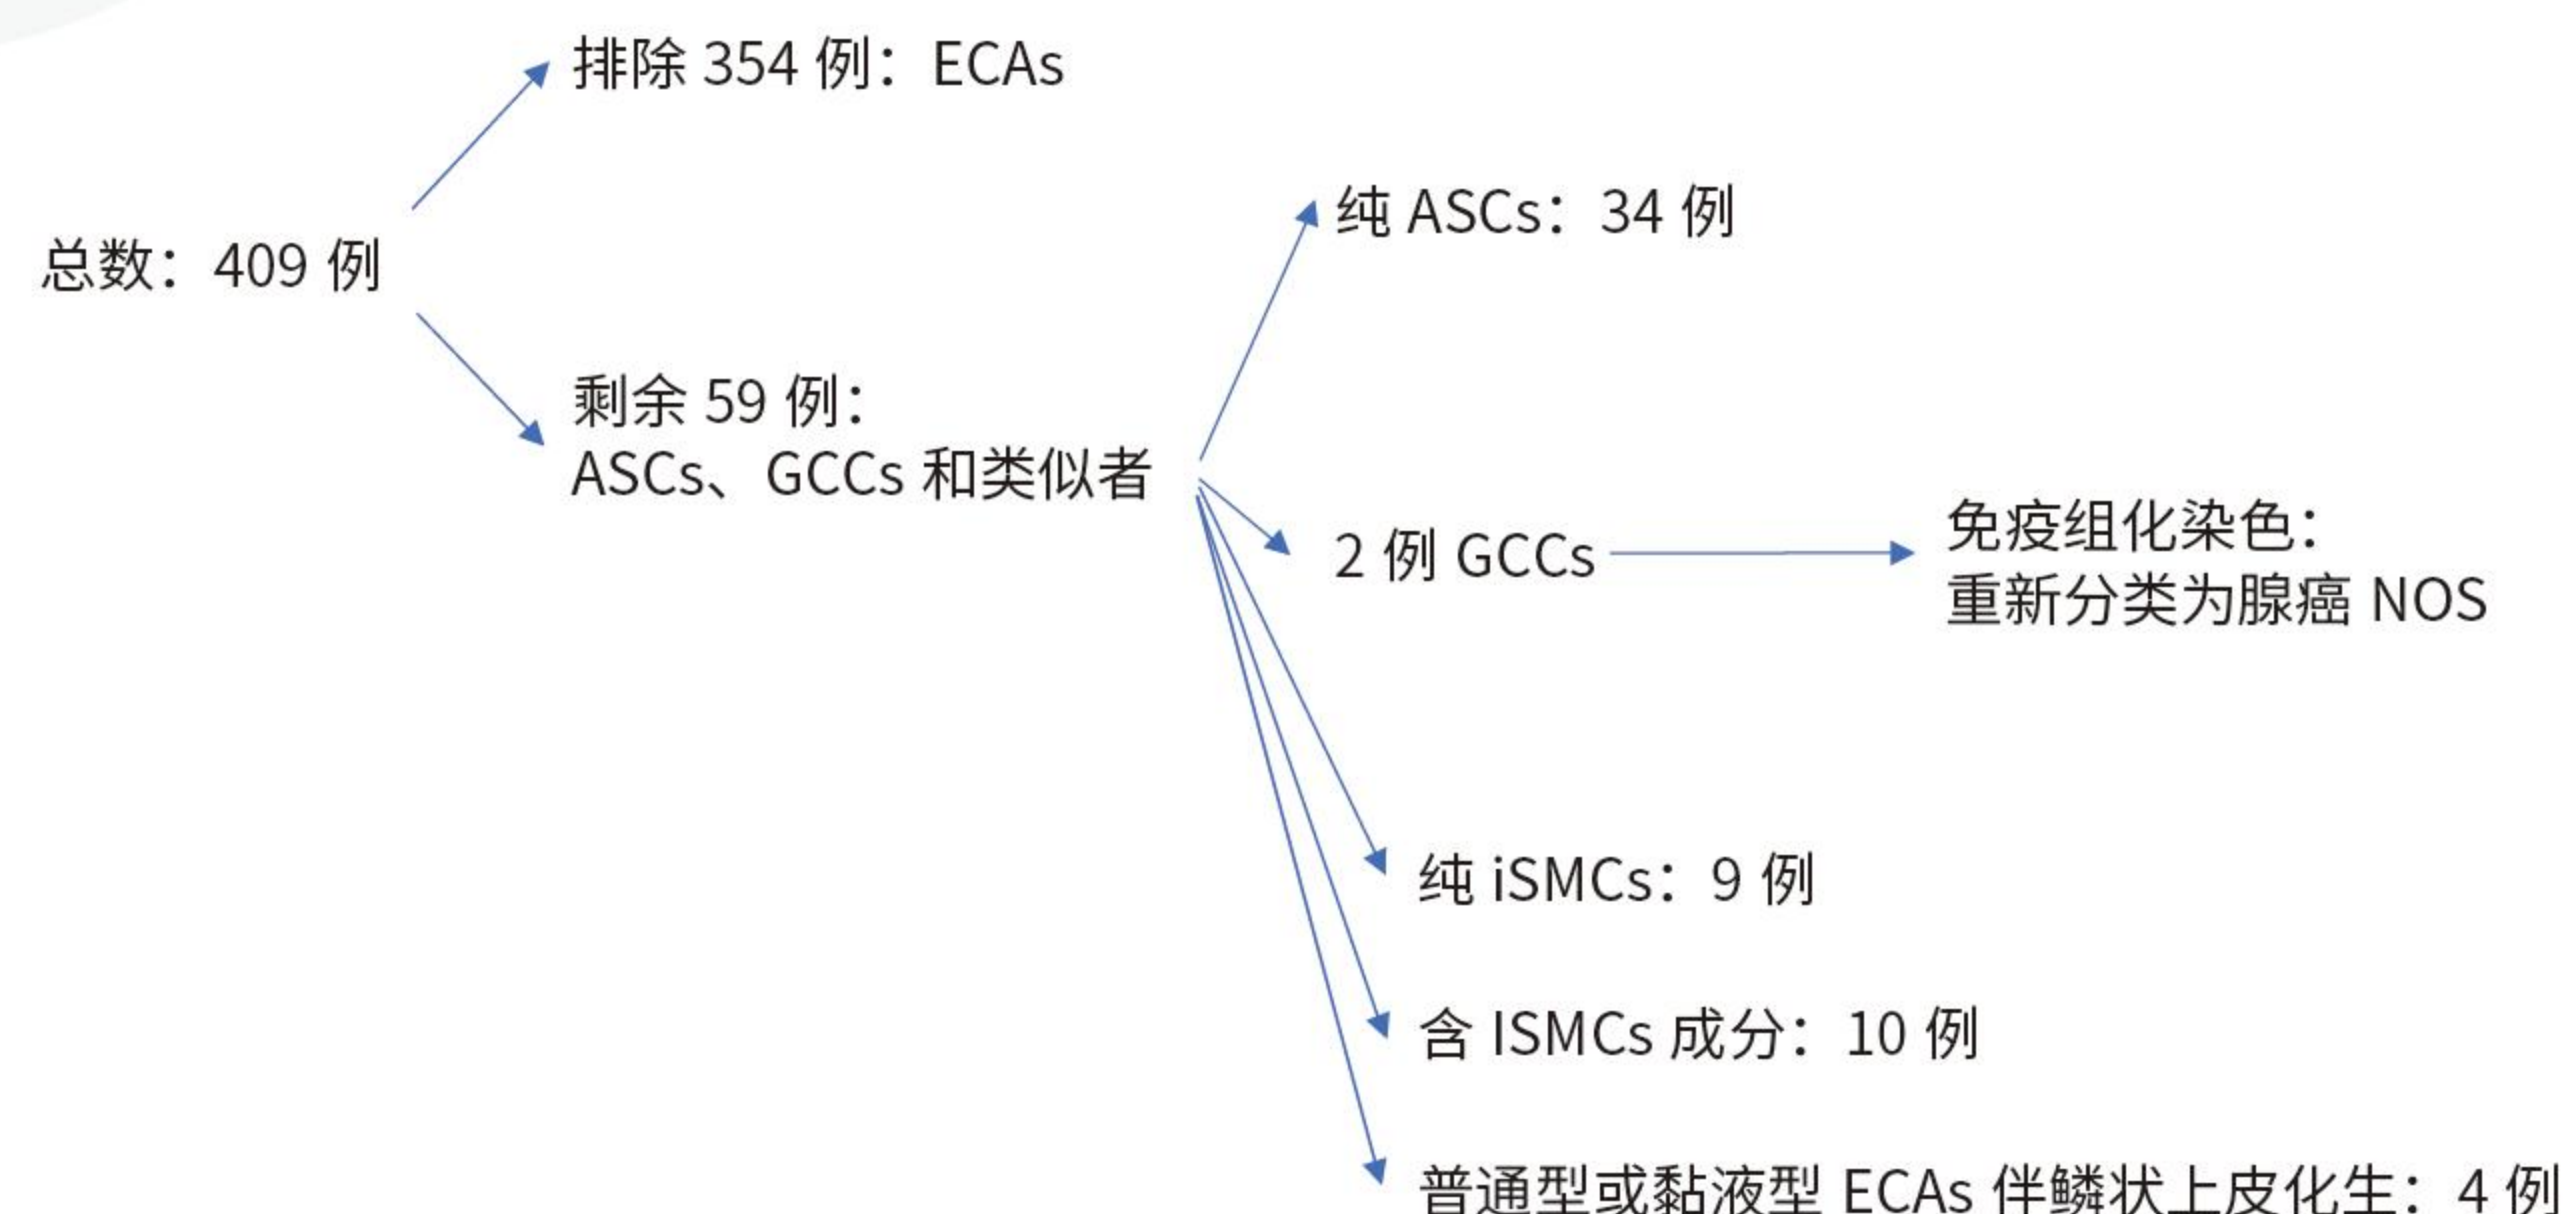 排除 354 例：ECAs
总数：409 例
剩余 59 例：
ASCs、GCCs 和类似者
纯 ASCs：34 例
2 例 GCCs
免疫组化染色：
重新分类为腺癌 NOS
纯 iSMCs：9 例
含 ISMCs 成分：10 例
普通型或黏液型 ECAs 伴鳞状上皮化生：4 例